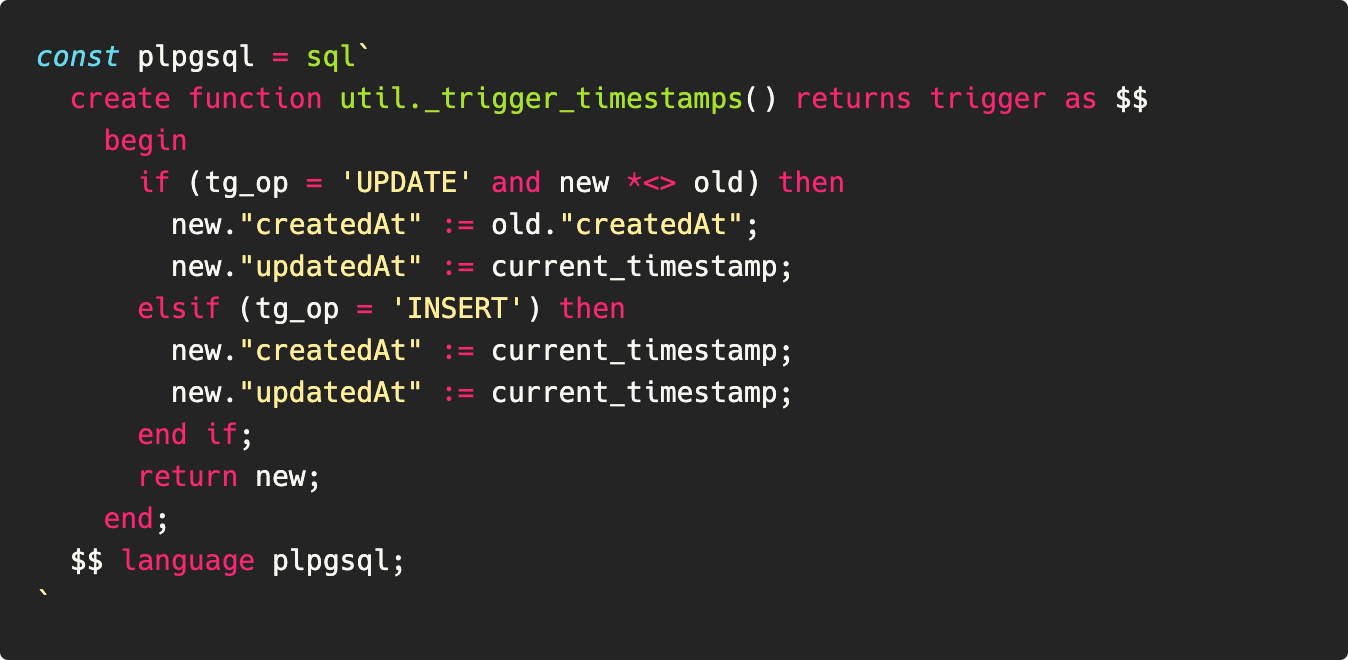 const plpgsql = sql`
  create function util._trigger_timestamps() returns trigger as $$
    begin
      if (tg_op = 'UPDATE' and new *<> old) then
        new."createdAt" := old."createdAt";
        new."updatedAt" := current_timestamp;
      elsif (tg_op = 'INSERT') then
        new."createdAt" := current_timestamp;
        new."updatedAt" := current_timestamp;
      end if;
      return new;
    end;
  $$ language plpgsql;
`